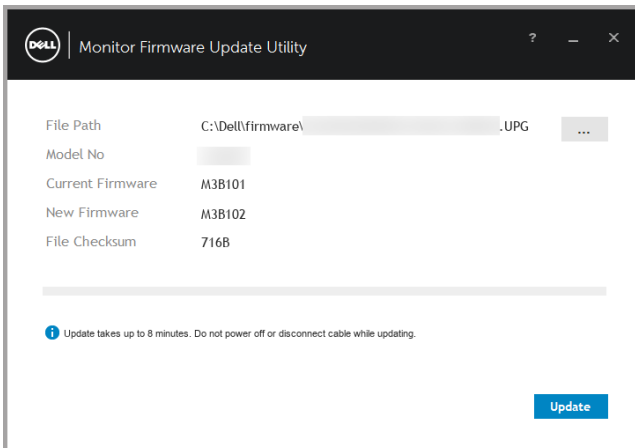 DELL Monitor Firmware Update Utility ? _ ×
File Path C:\Dell\firmware\ .UPG ...
Model No
Current Firmware M3B101
New Firmware M3B102
File Checksum 716B
i Update takes up to 8 minutes. Do not power off or disconnect cable while updating.
Update